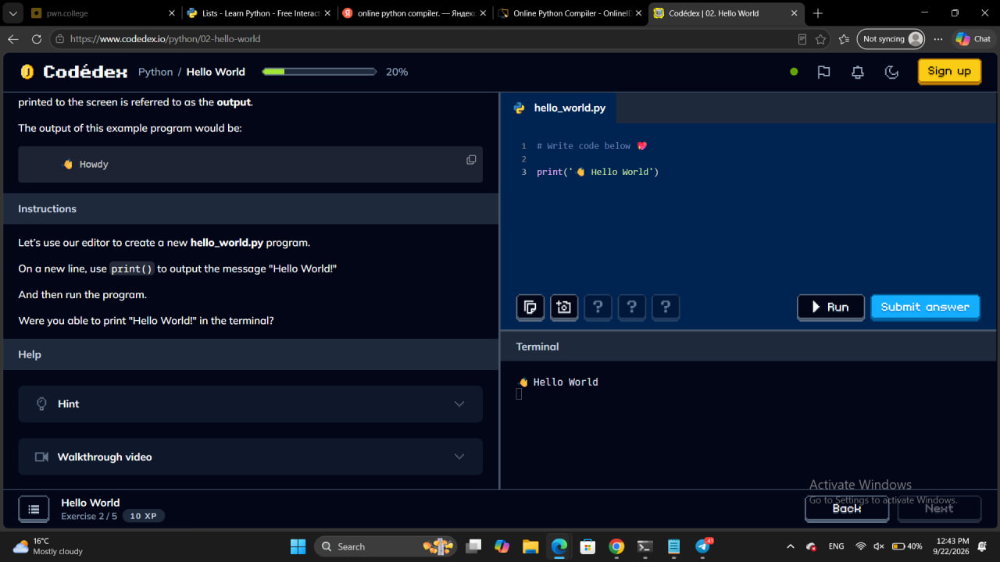 pwn.college
Lists - Learn Python - Free Interact
online python compiler. — Яндекс
Online Python Compiler - OnlineID
Codédex | 02. Hello World
https://www.codedex.io/python/02-hello-world
Not syncing
Chat
Codédex
Python / Hello World
20%
Sign up
printed to the screen is referred to as the output.
The output of this example program would be:
👋 Howdy
Instructions
Let's use our editor to create a new hello_world.py program.
On a new line, use print() to output the message "Hello World!"
And then run the program.
Were you able to print "Hello World!" in the terminal?
Help
Hint
Walkthrough video
hello_world.py
1 # Write code below 💖
2
3 print('👋 Hello World')
? ? ?
Run
Submit answer
Terminal
👋 Hello World
Activate Windows
Go to Settings to activate Windows.
Hello World
Exercise 2 / 5
10 XP
Back
Next
16°C
Mostly cloudy
Search
41
ENG
40%
12:43 PM
9/22/2026